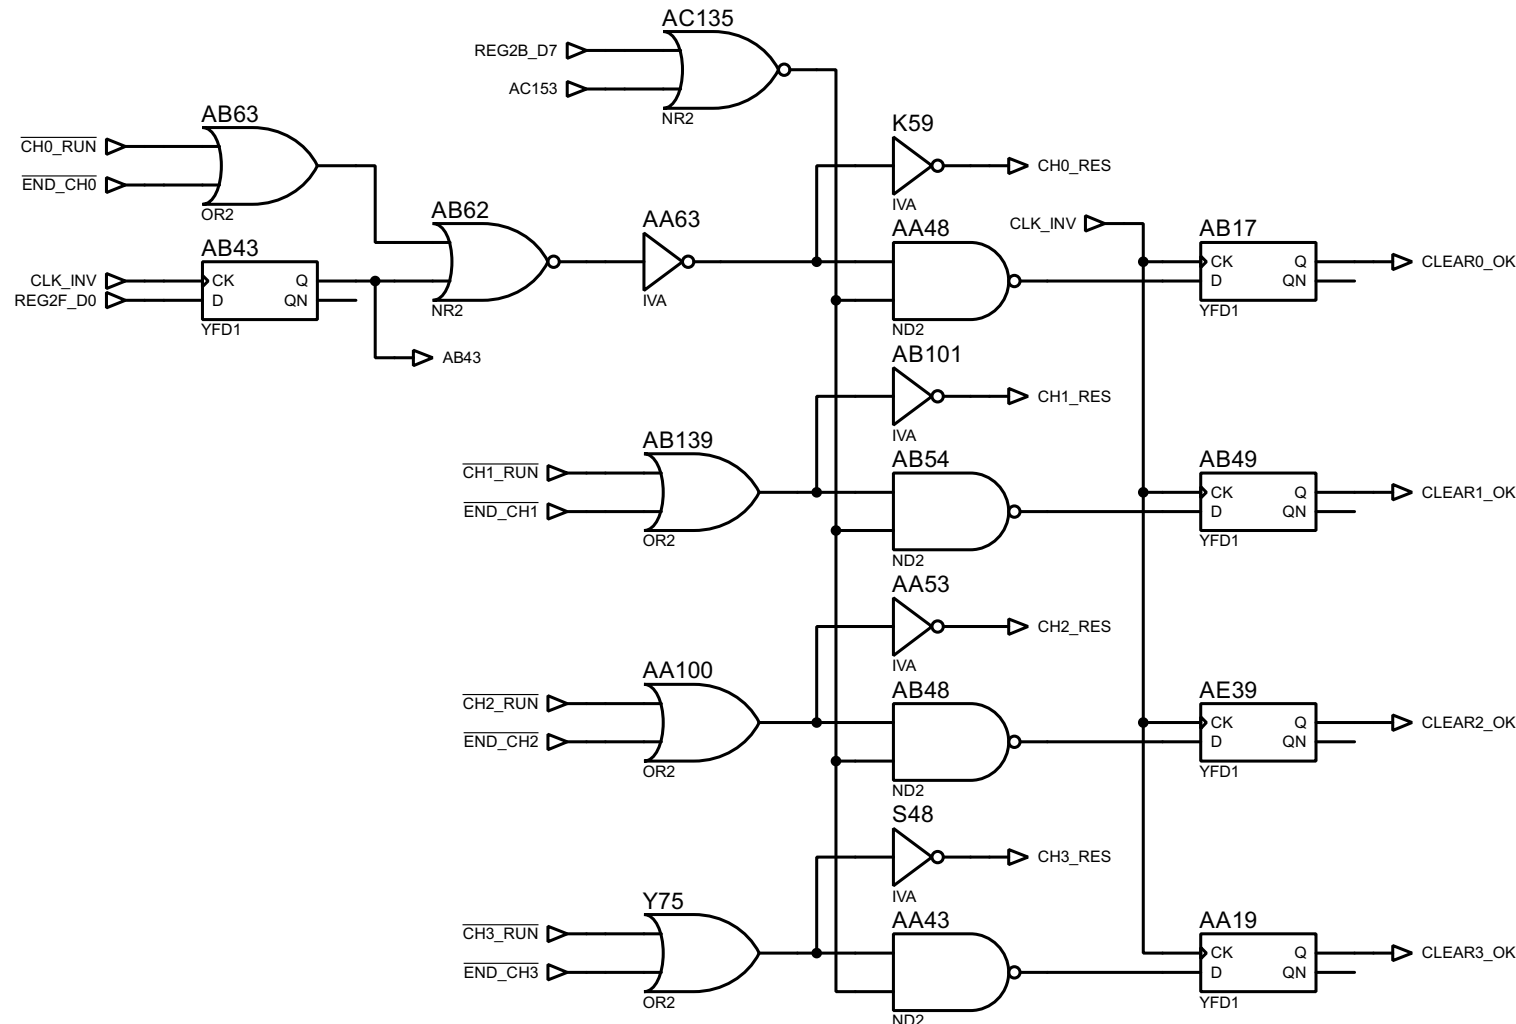 AC135
REG2B_D7
AC153
NR2
AB63
CH0_RUN
END_CH0
OR2
K59
CH0_RES
IVA
AB62
NR2
AA63
IVA
AA48
ND2
CLK_INV
AB17
CK Q
D QN
YFD1
CLEAR0_OK
AB43
CLK_INV
REG2F_D0
CK Q
D QN
YFD1
AB43
AB101
CH1_RES
IVA
AB139
CH1_RUN
END_CH1
OR2
AB54
ND2
AB49
CK Q
D QN
YFD1
CLEAR1_OK
AA53
CH2_RES
IVA
AA100
CH2_RUN
END_CH2
OR2
AB48
ND2
AE39
CK Q
D QN
YFD1
CLEAR2_OK
S48
CH3_RES
IVA
Y75
CH3_RUN
END_CH3
OR2
AA43
ND2
AA19
CK Q
D QN
YFD1
CLEAR3_OK